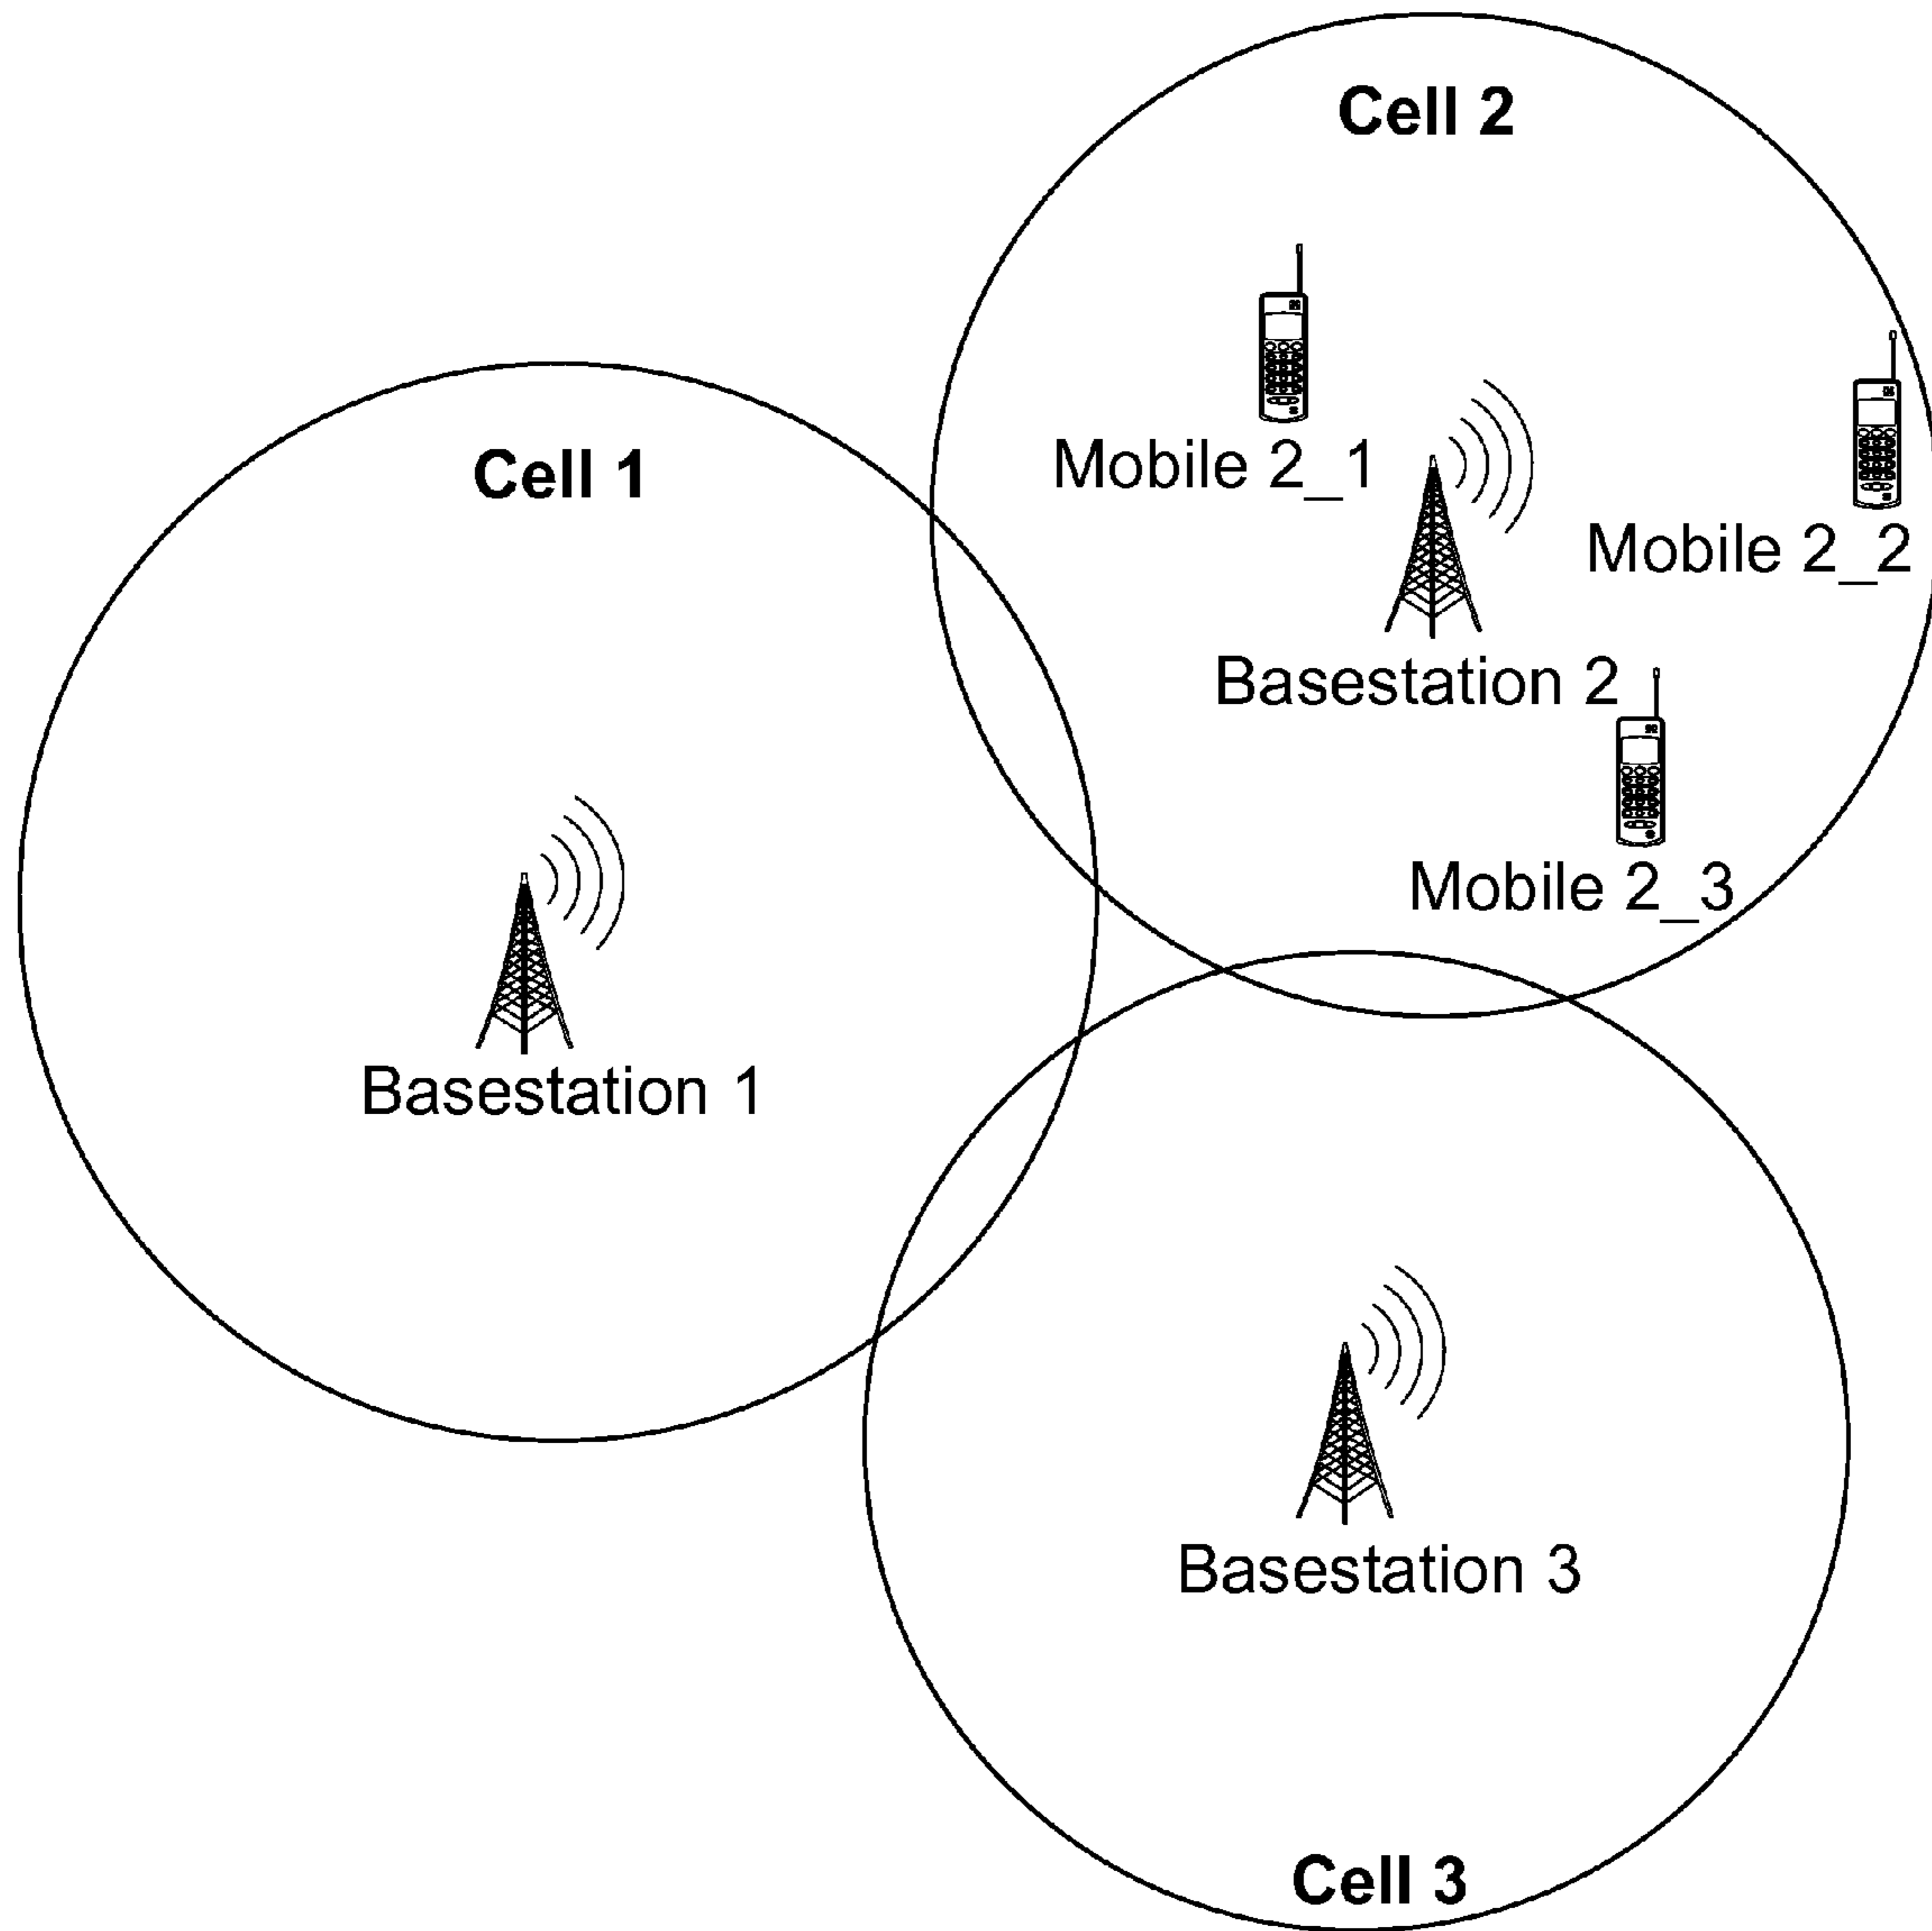 Cell 2
Cell 1
Mobile 2_1
Mobile 2_2
Basestation 2
Mobile 2_3
Basestation 1
Basestation 3
Cell 3